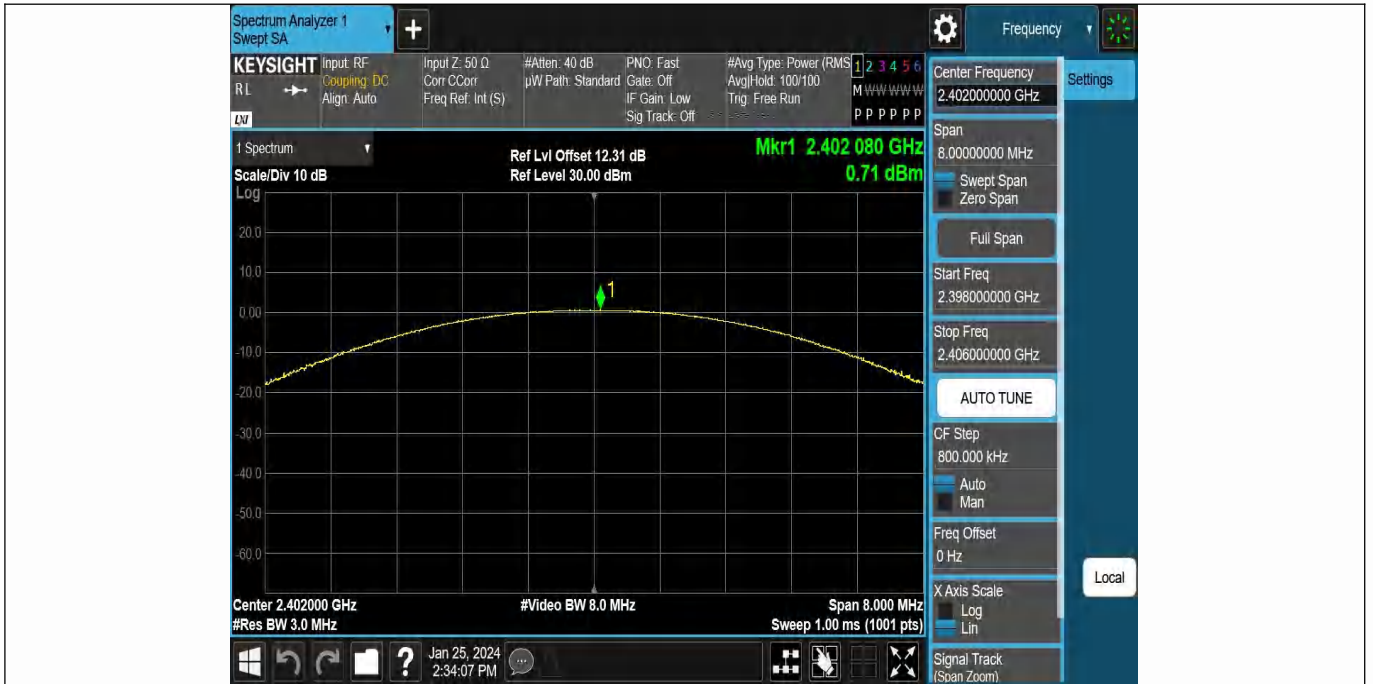 Spectrum Analyzer 1
Swept SA
+
Frequency
KEYSIGHT
RL
LXI
Input: RF
Coupling: DC
Align: Auto
Input Z: 50 Ω
Corr CCorr
Freq Ref: Int (S)
#Atten: 40 dB
µW Path: Standard
PNO: Fast
Gate: Off
IF Gain: Low
Sig Track: Off
#Avg Type: Power (RMS
Avg|Hold: 100/100
Trig: Free Run
1 2 3 4 5 6
M W W W W W
P P P P P P
1 Spectrum
Scale/Div 10 dB
Ref Lvl Offset 12.31 dB
Ref Level 30.00 dBm
Mkr1 2.402 080 GHz
0.71 dBm
Log
20.0
10.0
0.00
-10.0
-20.0
-30.0
-40.0
-50.0
-60.0
1
Center 2.402000 GHz
#Res BW 3.0 MHz
#Video BW 8.0 MHz
Span 8.000 MHz
Sweep 1.00 ms (1001 pts)
Center Frequency
2.402000000 GHz
Settings
Span
8.00000000 MHz
Swept Span
Zero Span
Full Span
Start Freq
2.398000000 GHz
Stop Freq
2.406000000 GHz
AUTO TUNE
CF Step
800.000 kHz
Auto
Man
Freq Offset
0 Hz
X Axis Scale
Log
Lin
Local
Signal Track
(Span Zoom)
?
Jan 25, 2024
2:34:07 PM